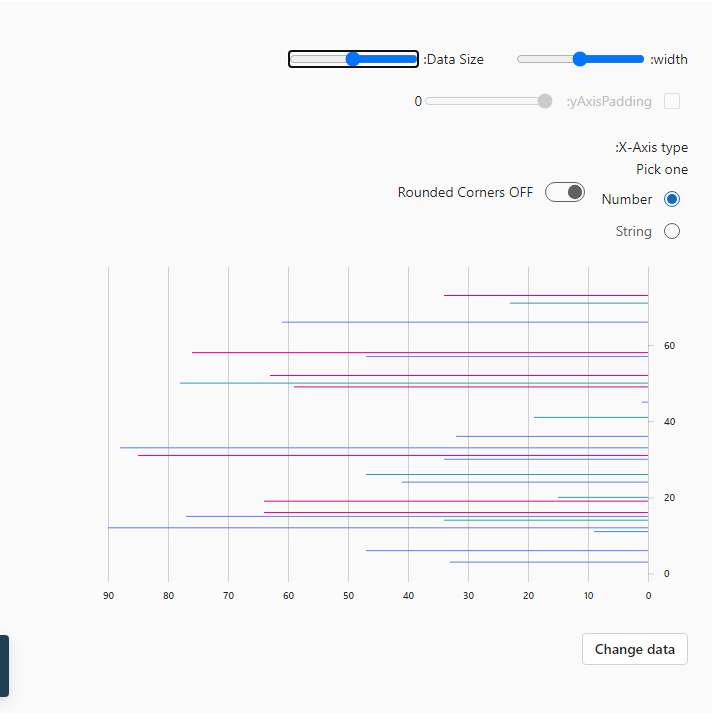 :Data Size
:width
0
:yAxisPadding
:X-Axis type
Pick one
Rounded Corners OFF
Number
String
60
40
20
0
90 80 70 60 50 40 30 20 10 0
Change data